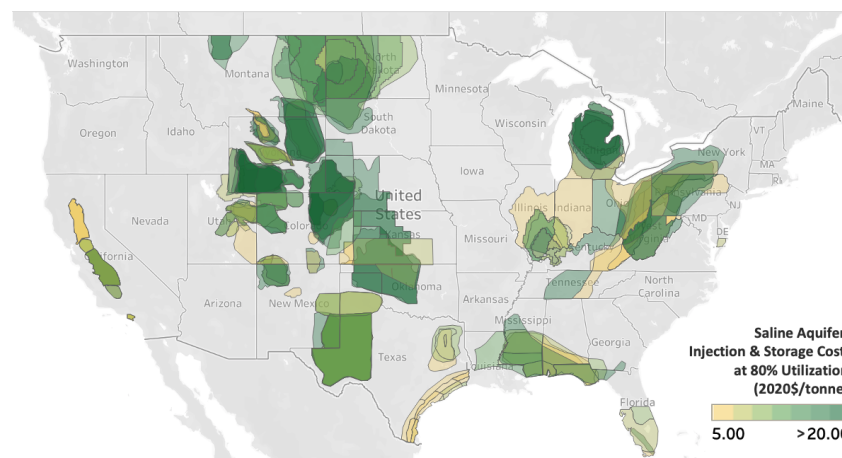 Washington
Montana
North
Dakota
Minnesota
Maine
Oregon
Idaho
South
Dakota
Wisconsin
VT
New York
MA
RI
Iowa
United
States
Nevada
Utah
Colorado
Kansas
Illinois
Indiana
Ohio
Pennsylvania
NJ
MD
DE
California
Missouri
Kentucky
West
Virginia
Arizona
New Mexico
Oklahoma
Arkansas
Tennessee
North
Carolina
Texas
Mississippi
Georgia
Louisiana
Florida
Saline Aquifer
Injection & Storage Cost
at 80% Utilization
(2020$/tonne
5.00 >20.00